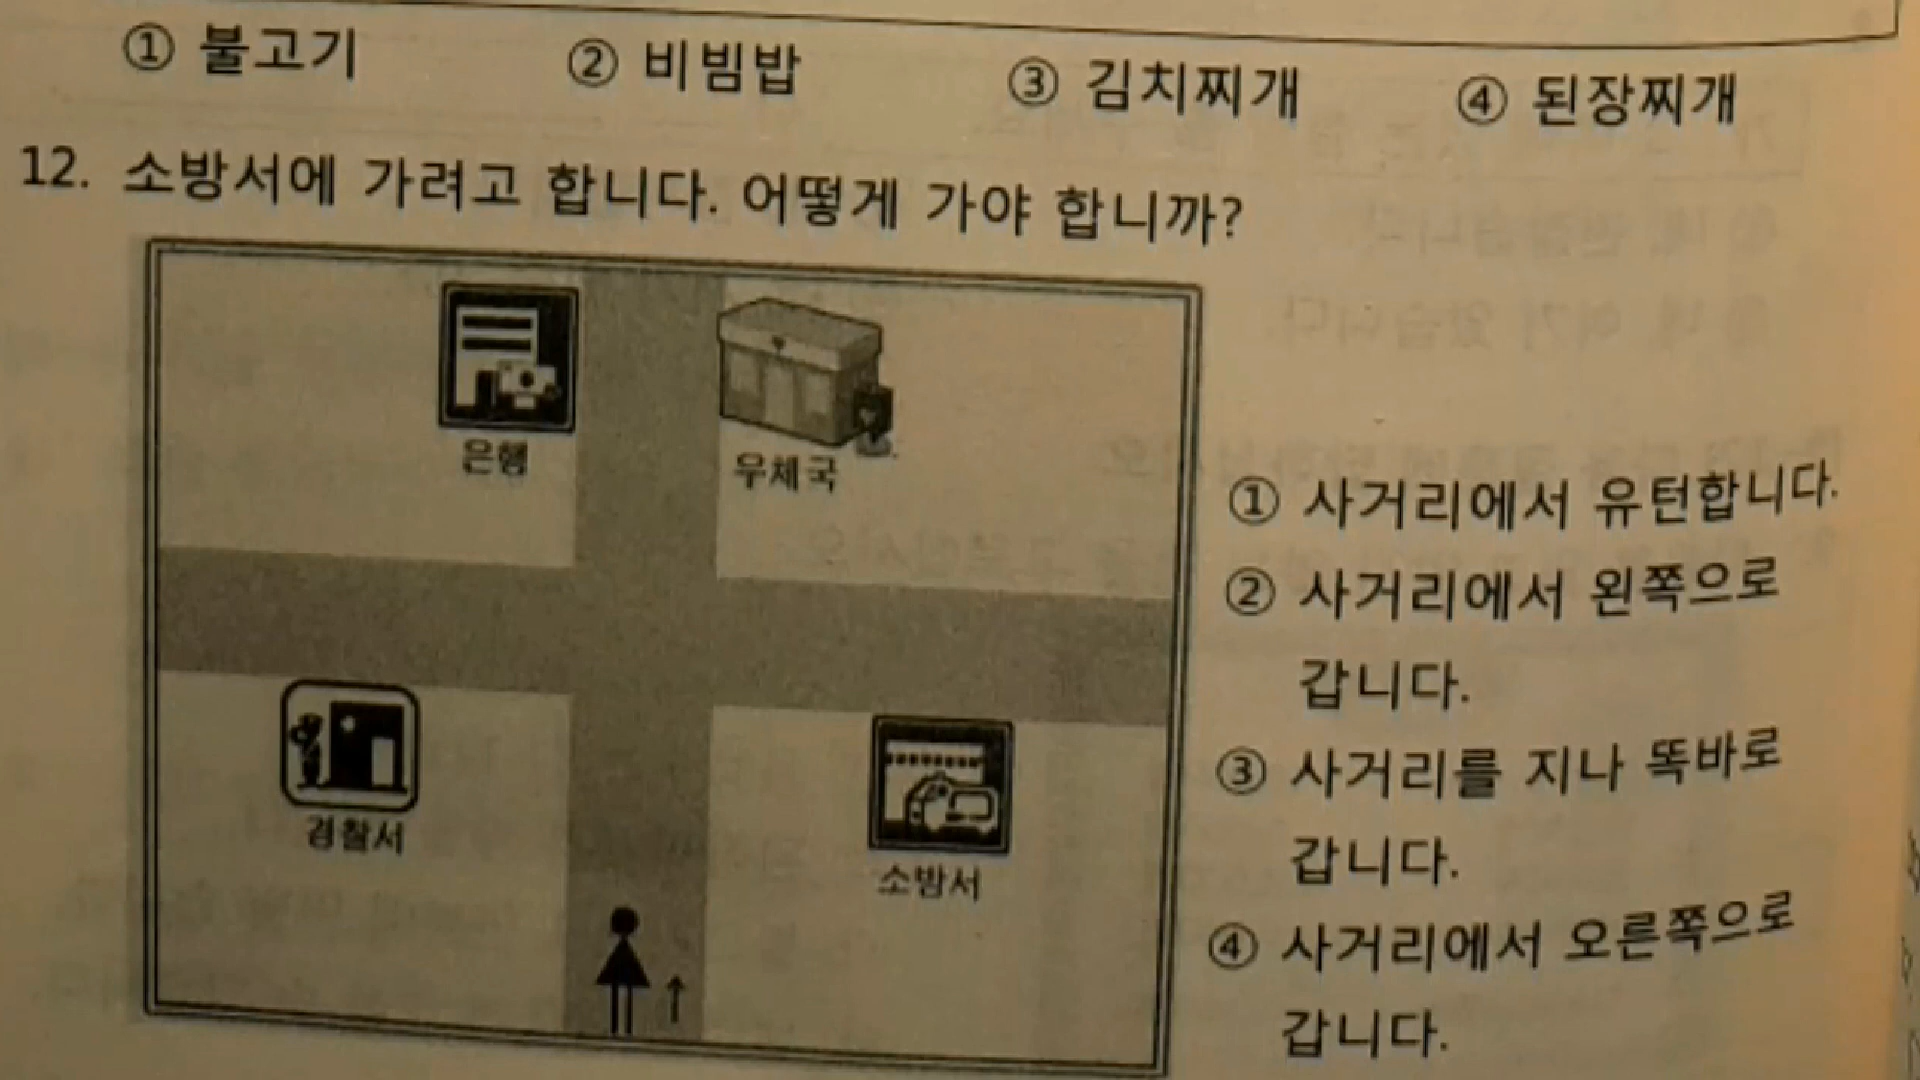 ① 불고기 ② 비빔밥 ③ 김치찌개 ④ 된장찌개
12. 소방서에 가려고 합니다. 어떻게 가야 합니까?
은행
우체국
경찰서
소방서
① 사거리에서 유턴합니다.
② 사거리에서 왼쪽으로
갑니다.
③ 사거리를 지나 똑바로
갑니다.
④ 사거리에서 오른쪽으로
갑니다.